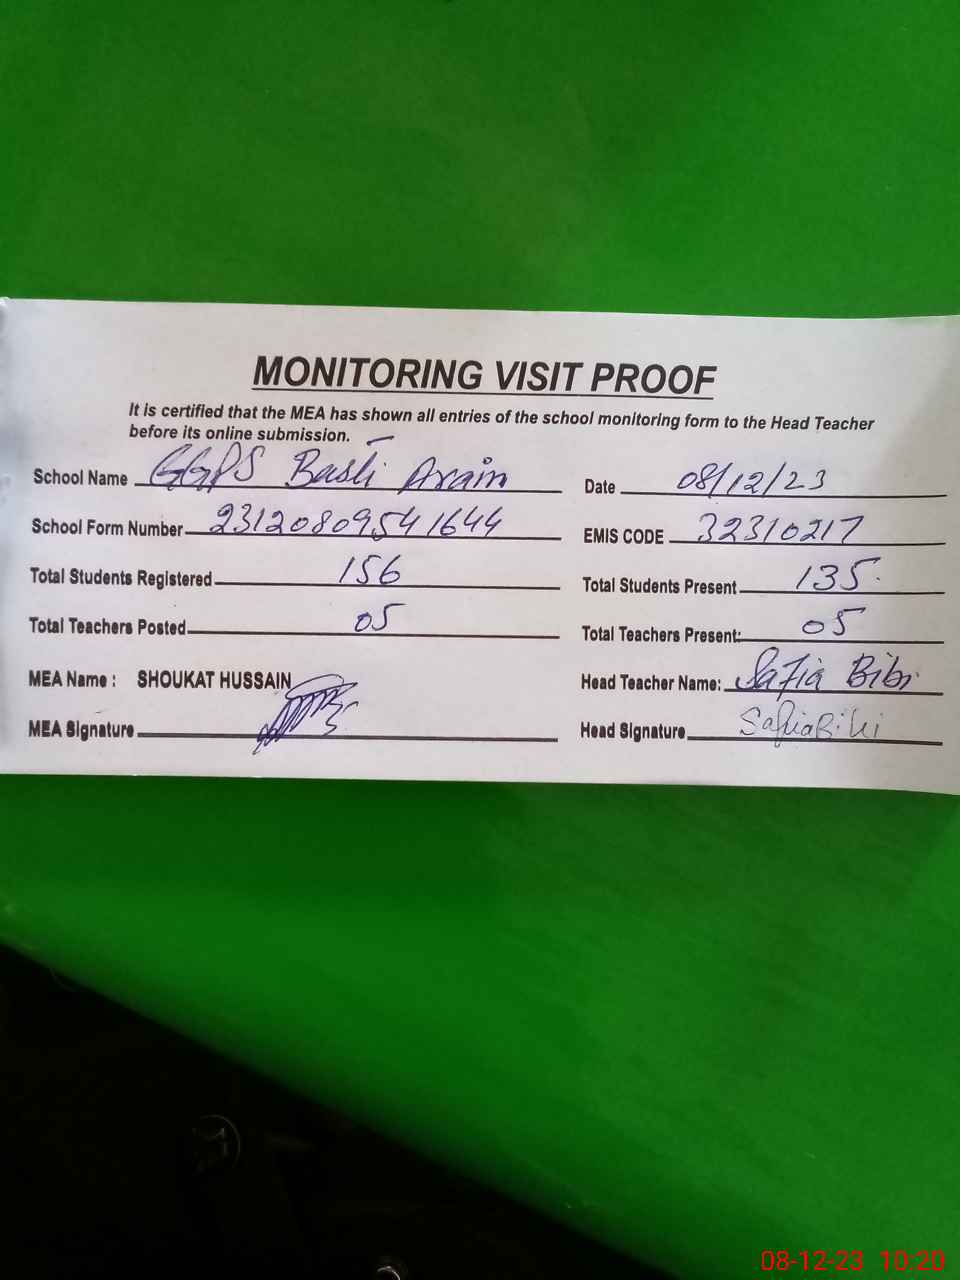 MONITORING VISIT PROOF
It is certified that the MEA has shown all entries of the school monitoring form to the Head Teacher
before its online submission.
School Name GGPS Basti Arain Date 08/12/23
School Form Number 23120809541644 EMIS CODE 32310217
Total Students Registered 156 Total Students Present 135.
Total Teachers Posted 05 Total Teachers Present: 05
MEA Name : SHOUKAT HUSSAIN Head Teacher Name: Safia Bibi
MEA Signature Head Signature Safia Bibi
08-12-23 10:20